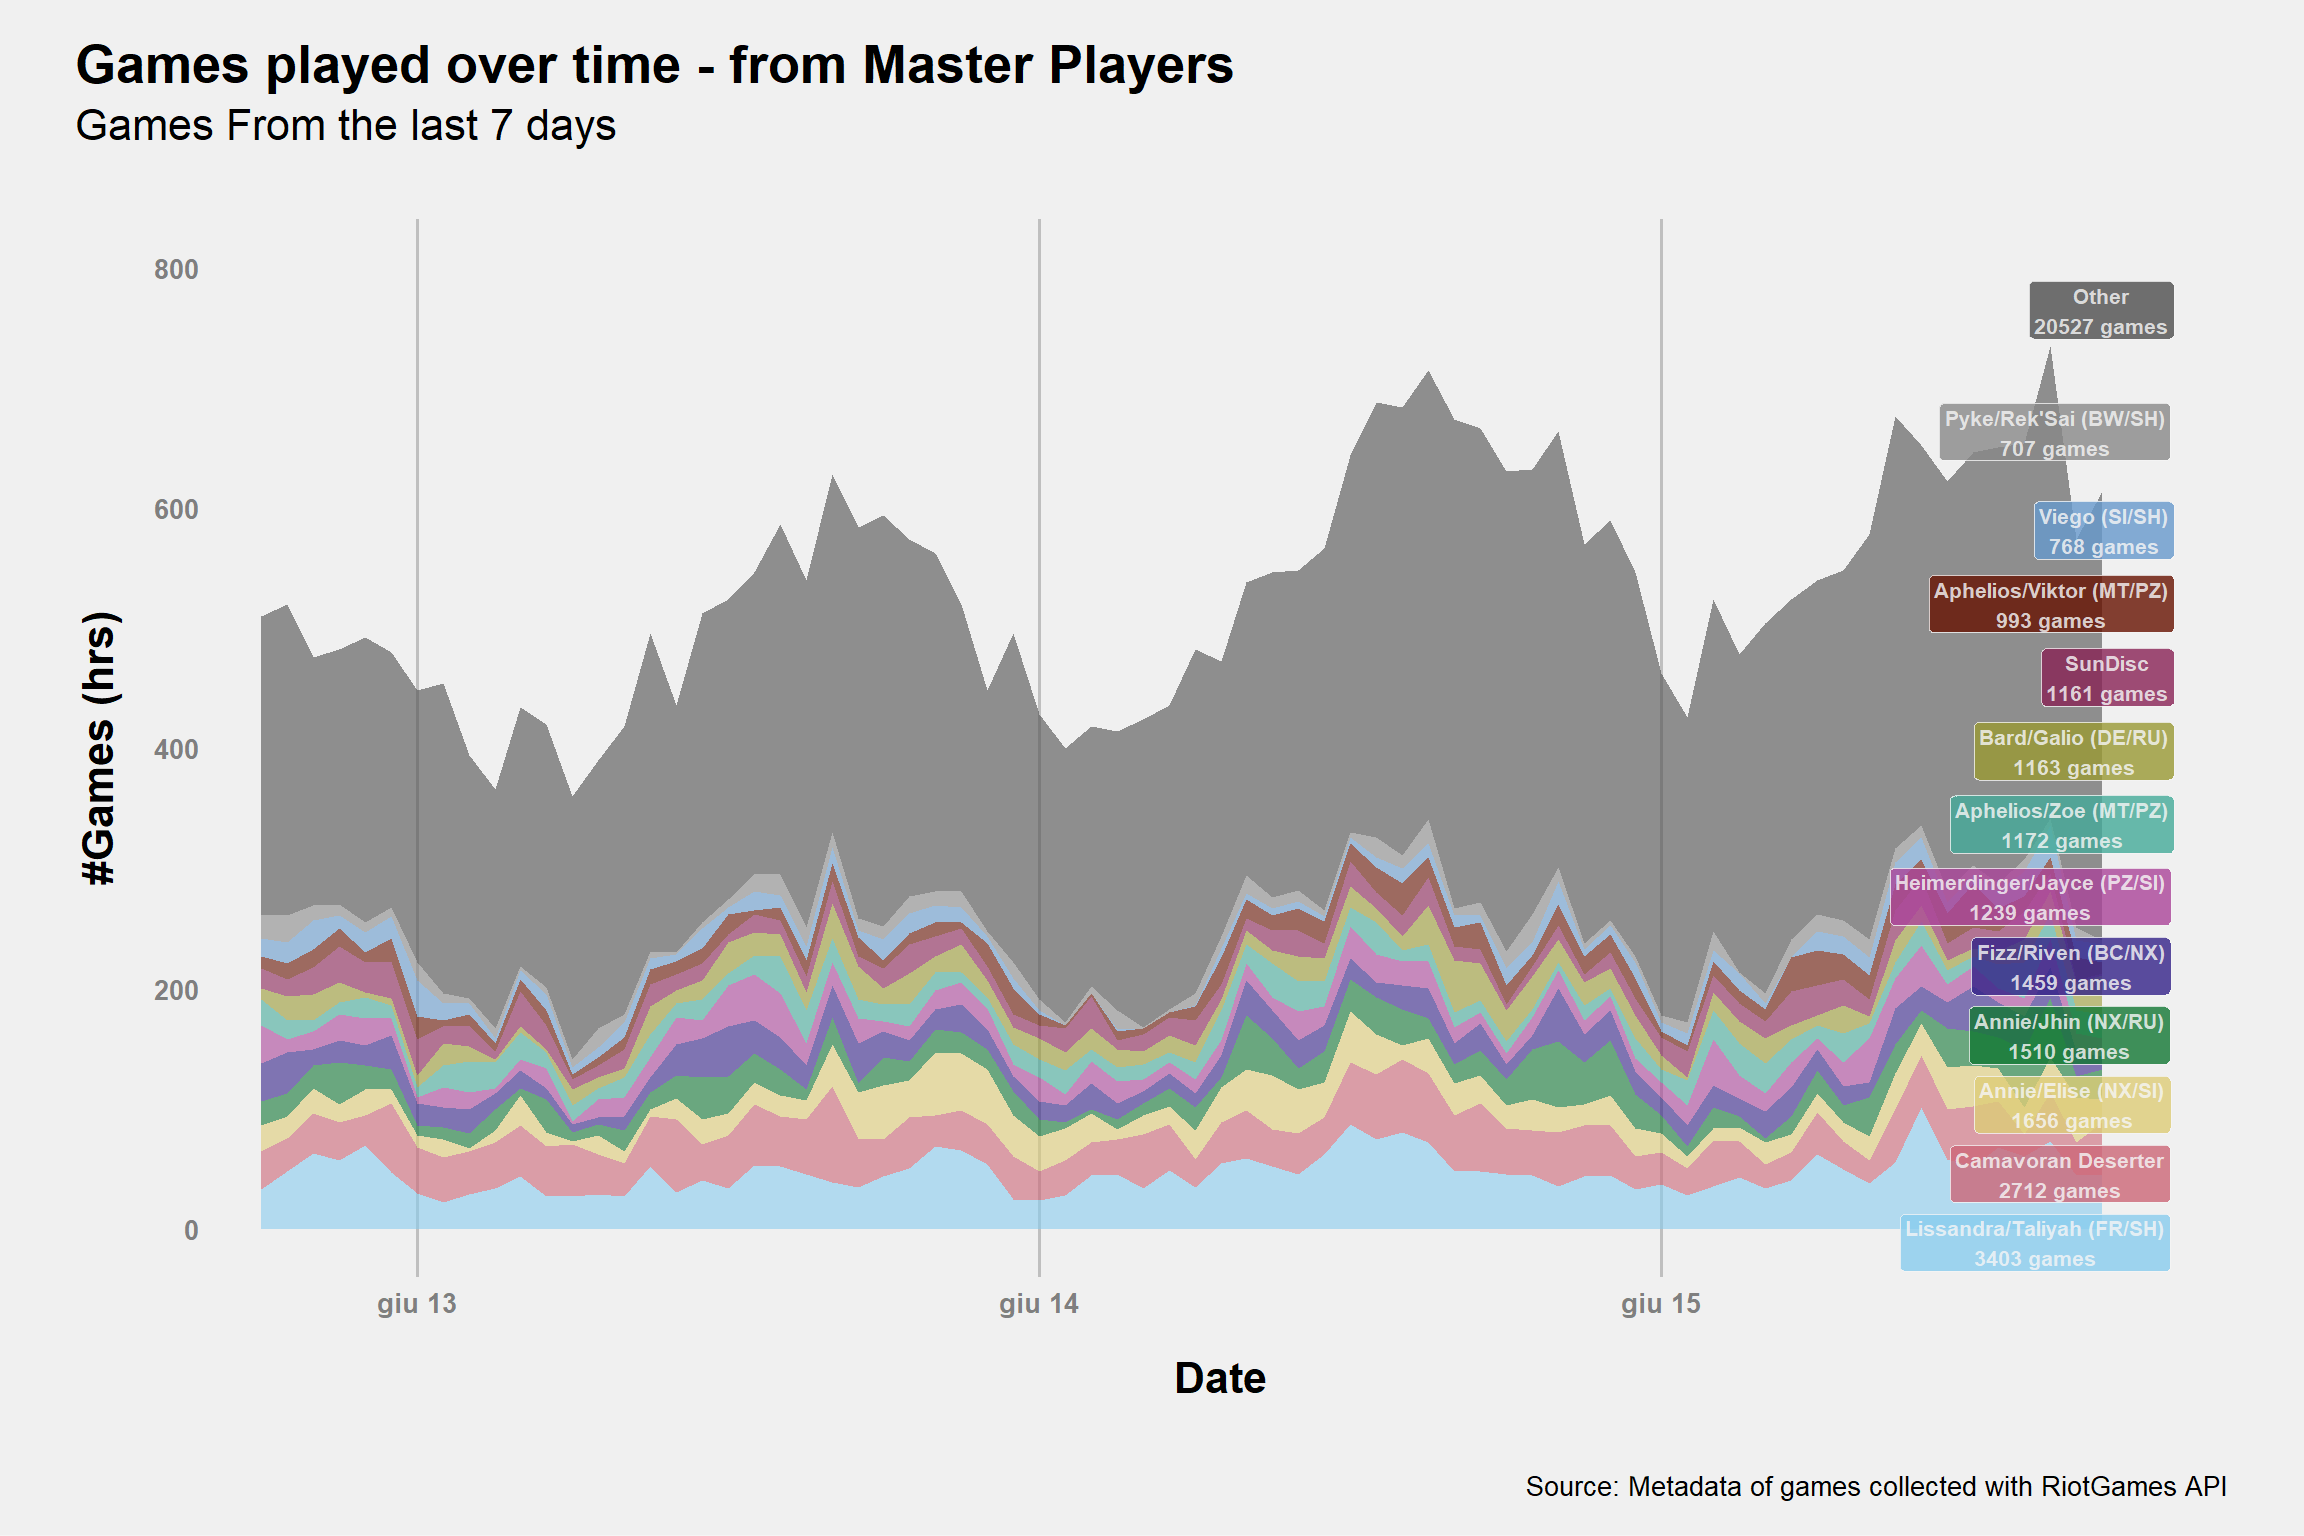 Games played over time - from Master Players
Games From the last 7 days
#Games (hrs)
800
600
400
200
0
Other
20527 games
Pyke/Rek'Sai (BW/SH)
707 games
Viego (SI/SH)
768 games
Aphelios/Viktor (MT/PZ)
993 games
SunDisc
1161 games
Bard/Galio (DE/RU)
1163 games
Aphelios/Zoe (MT/PZ)
1172 games
Heimerdinger/Jayce (PZ/SI)
1239 games
Fizz/Riven (BC/NX)
1459 games
Annie/Jhin (NX/RU)
1510 games
Annie/Elise (NX/SI)
1656 games
Camavoran Deserter
2712 games
Lissandra/Taliyah (FR/SH)
3403 games
giu 13
giu 14
giu 15
Date
Source: Metadata of games collected with RiotGames API